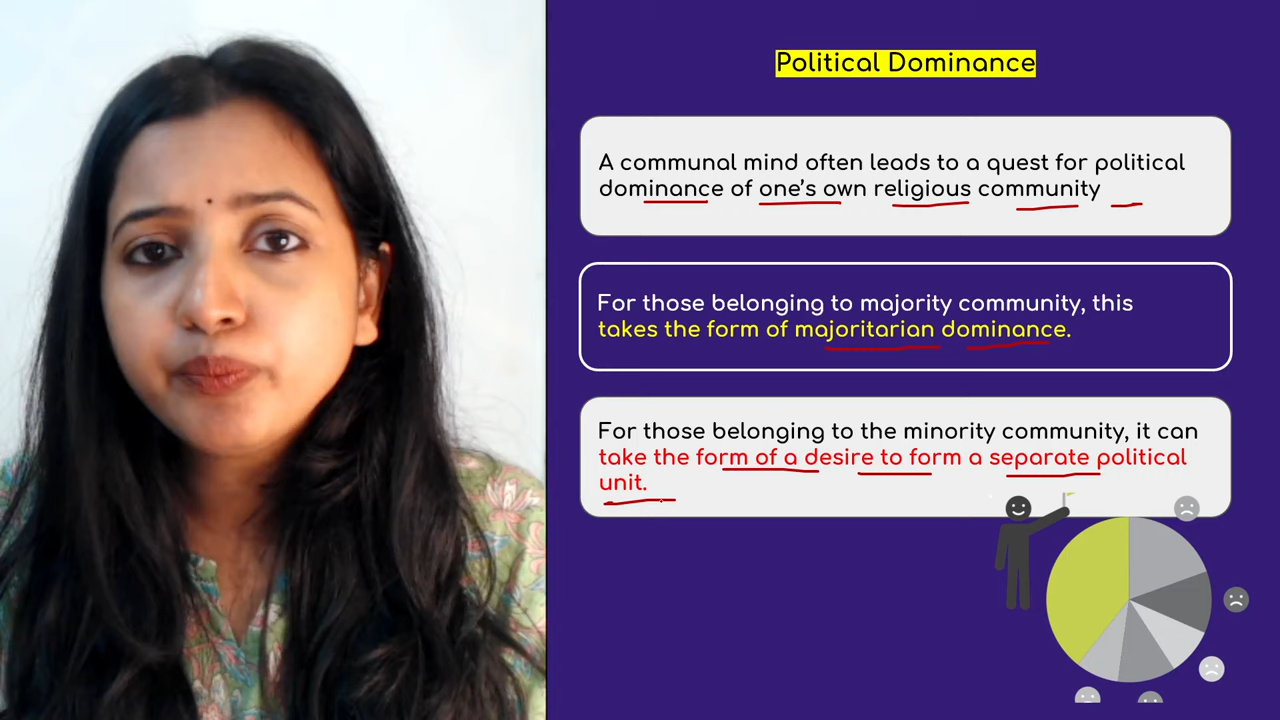 Political Dominance
A communal mind often leads to a quest for political
dominance of one's own religious community
For those belonging to majority community, this
takes the form of majoritarian dominance.
For those belonging to the minority community, it can
take the form of a desire to form a separate political
unit.